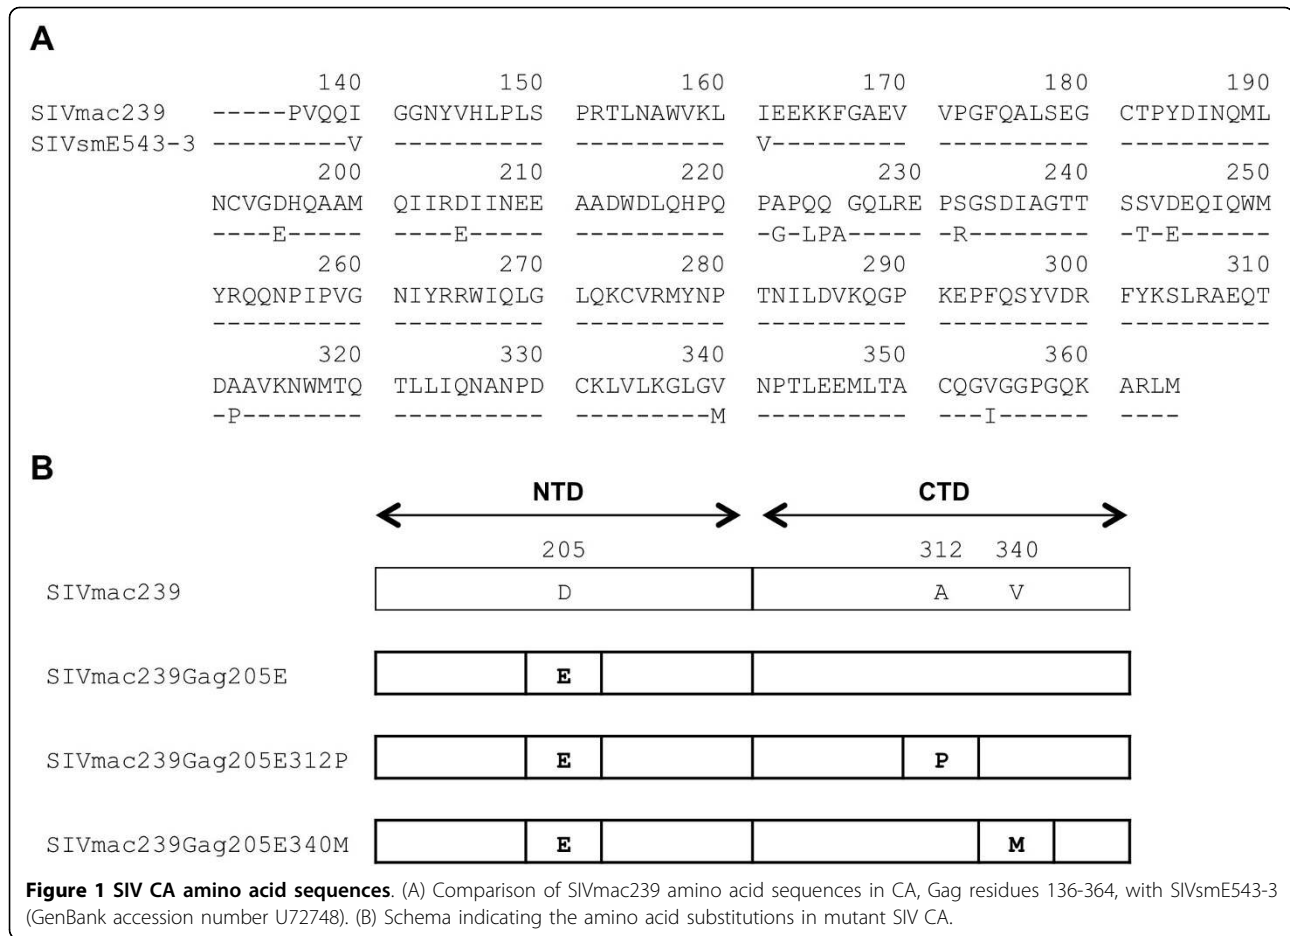 A
140 150 160 170 180 190
SIVmac239 -----PVQQI GGNYVHLPLS PRTLNAWVKL IEEKKFGAEV VPGFQALSEG CTPYDINQML
SIVsmE543-3 ---------V ---------- ---------- V--------- ---------- ----------
200 210 220 230 240 250
NCVGDHQAAM QIIRDIINEE AADWDLQHPQ PAPQQ GQLRE PSGSDIAGTT SSVDEQIQWM
----E----- ----E----- ---------- -G-LPA----- -R-------- -T-E------
260 270 280 290 300 310
YRQQNPIPVG NIYRRWIQLG LQKCVRMYNP TNILDVKQGP KEPFQSYVDR FYKSLRAEQT
---------- ---------- ---------- ---------- ---------- ----------
320 330 340 350 360
DAAVKNWMTQ TLLIQNANPD CKLVLKGLGV NPTLEEMLTA CQGVGGPGQK ARLM
-P-------- ---------- ---------M ---------- ---I------ ----
B
NTD CTD
205 312 340
SIVmac239 D A V
SIVmac239Gag205E E
SIVmac239Gag205E312P E P
SIVmac239Gag205E340M E M
Figure 1 SIV CA amino acid sequences. (A) Comparison of SIVmac239 amino acid sequences in CA, Gag residues 136-364, with SIVsmE543-3
(GenBank accession number U72748). (B) Schema indicating the amino acid substitutions in mutant SIV CA.